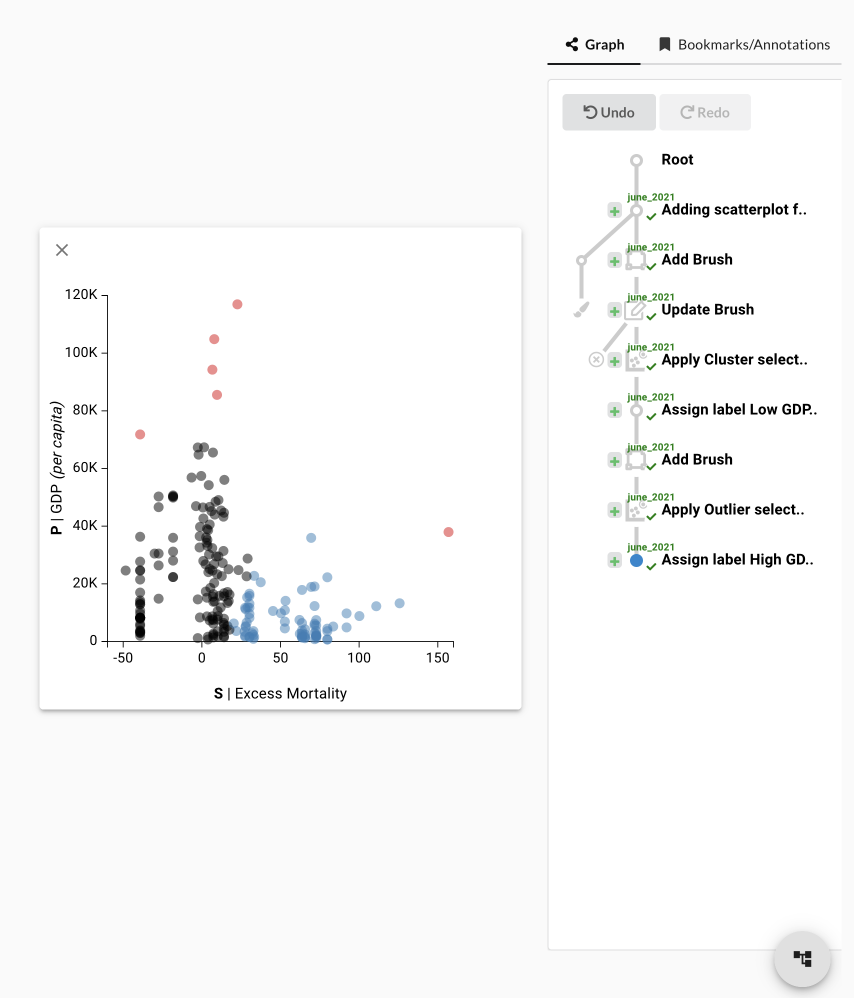 Graph
Bookmarks/Annotations
Undo
Redo
Root
june_2021
Adding scatterplot f..
june_2021
Add Brush
june_2021
Update Brush
june_2021
Apply Cluster select..
june_2021
Assign label Low GDP..
june_2021
Add Brush
june_2021
Apply Outlier select..
june_2021
Assign label High GD..
120K
100K
80K
60K
40K
20K
0
P | GDP (per capita)
-50 0 50 100 150
S | Excess Mortality